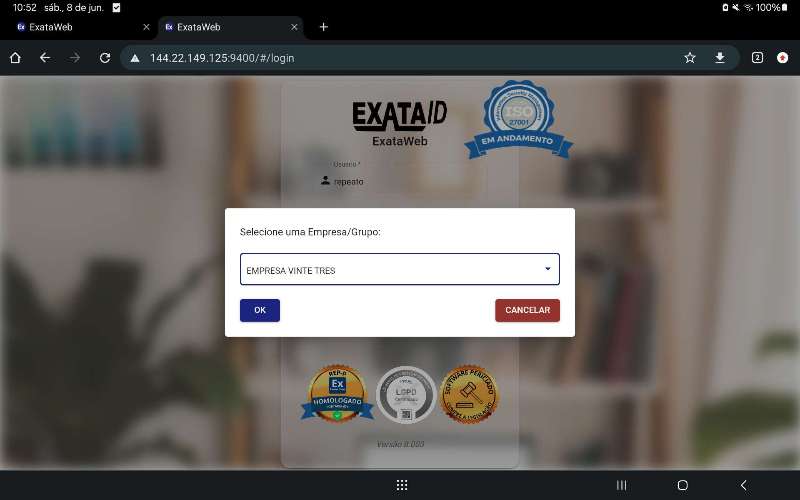 10:52 sáb., 8 de jun.
100%
ExataWeb
ExataWeb
144.22.149.125:9400/#/login
2
EXATAID
ExataWeb
ISO
27001
EM ANDAMENTO
Usuário *
repeato
Selecione uma Empresa/Grupo:
EMPRESA VINTE TRES
OK
CANCELAR
REP-P
Ex
HOMOLOGADO
LGPD
SOFTWARE PERICIADO
Versão 8.003